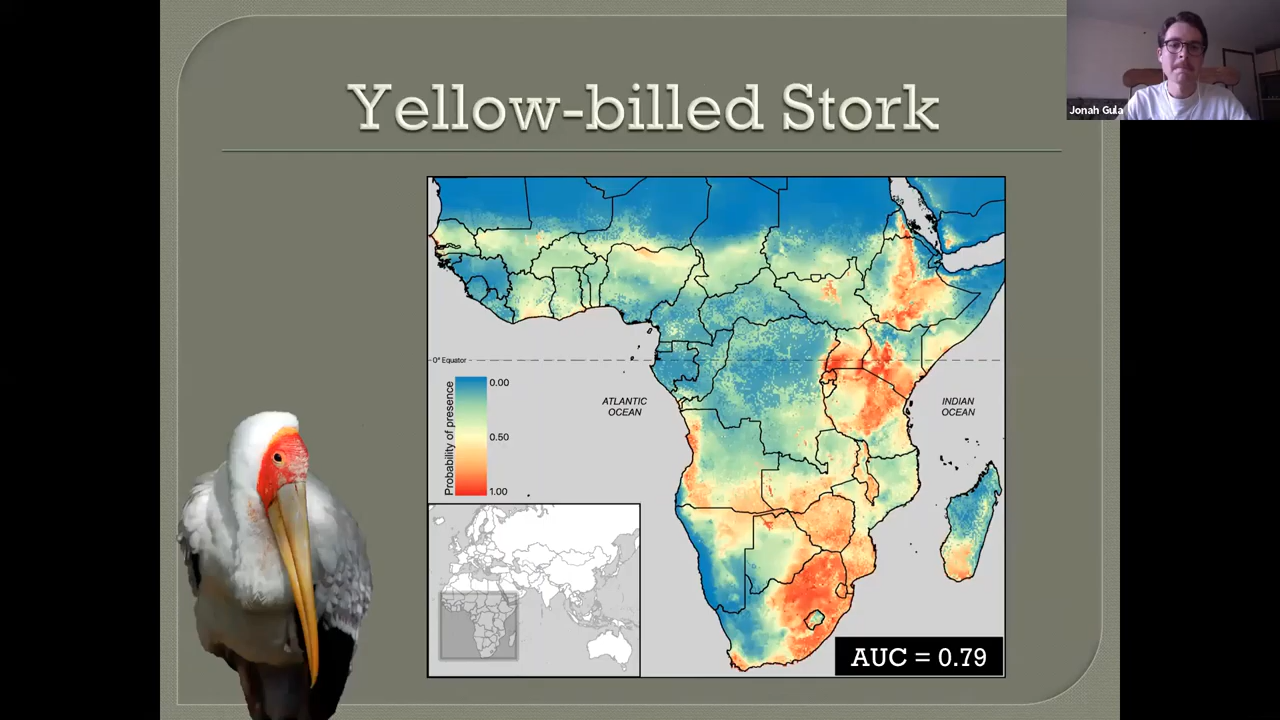 Yellow-billed Stork
Jonah Gula
0° Equator
ATLANTIC
OCEAN
INDIAN
OCEAN
Probability of presence
0.00
0.50
1.00
AUC = 0.79